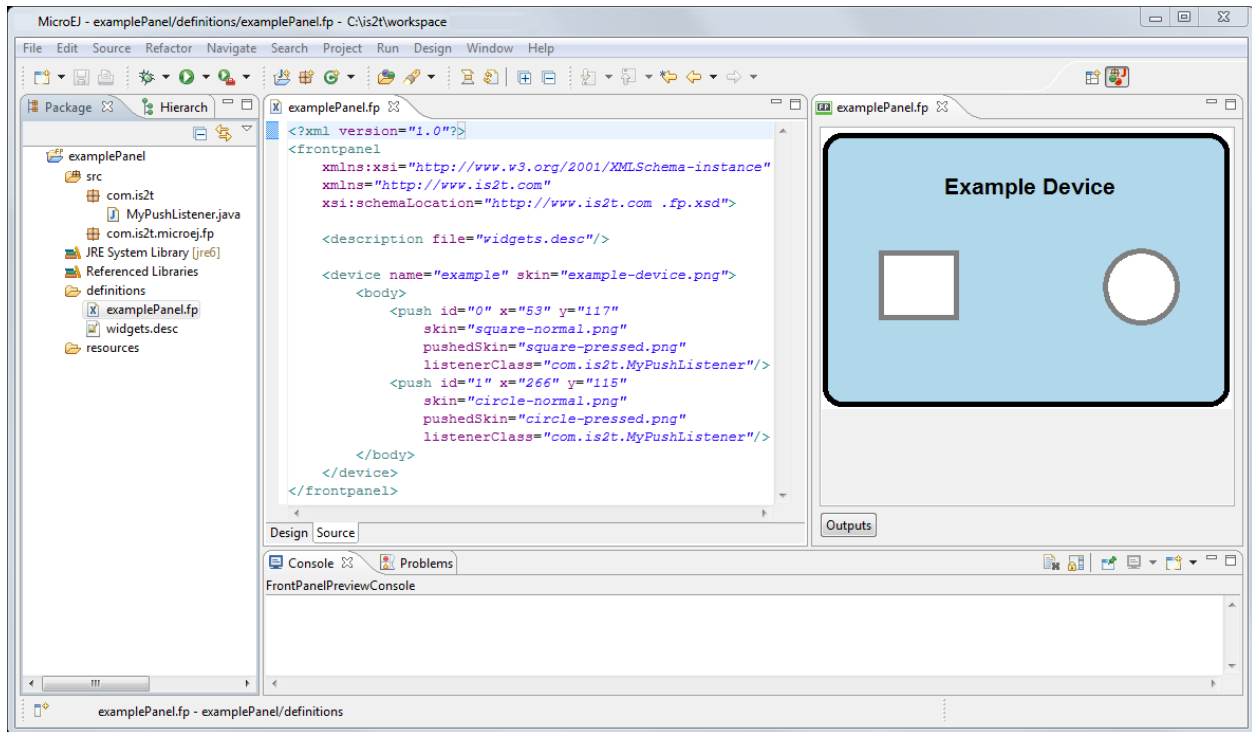 MicroEJ - examplePanel/definitions/examplePanel.fp - C:\is2t\workspace
File Edit Source Refactor Navigate Search Project Run Design Window Help
Package Hierarch
examplePanel
src
com.is2t
MyPushListener.java
com.is2t.microej.fp
JRE System Library [jre6]
Referenced Libraries
definitions
examplePanel.fp
widgets.desc
resources
examplePanel.fp
<?xml version="1.0"?>
<frontpanel
xmlns:xsi="http://www.w3.org/2001/XMLSchema-instance"
xmlns="http://www.is2t.com"
xsi:schemaLocation="http://www.is2t.com .fp.xsd">
<description file="widgets.desc"/>
<device name="example" skin="example-device.png">
<body>
<push id="0" x="53" y="117"
skin="square-normal.png"
pushedSkin="square-pressed.png"
listenerClass="com.is2t.MyPushListener"/>
<push id="1" x="266" y="115"
skin="circle-normal.png"
pushedSkin="circle-pressed.png"
listenerClass="com.is2t.MyPushListener"/>
</body>
</device>
</frontpanel>
Design Source
examplePanel.fp
Example Device
Outputs
Console Problems
FrontPanelPreviewConsole
examplePanel.fp - examplePanel/definitions